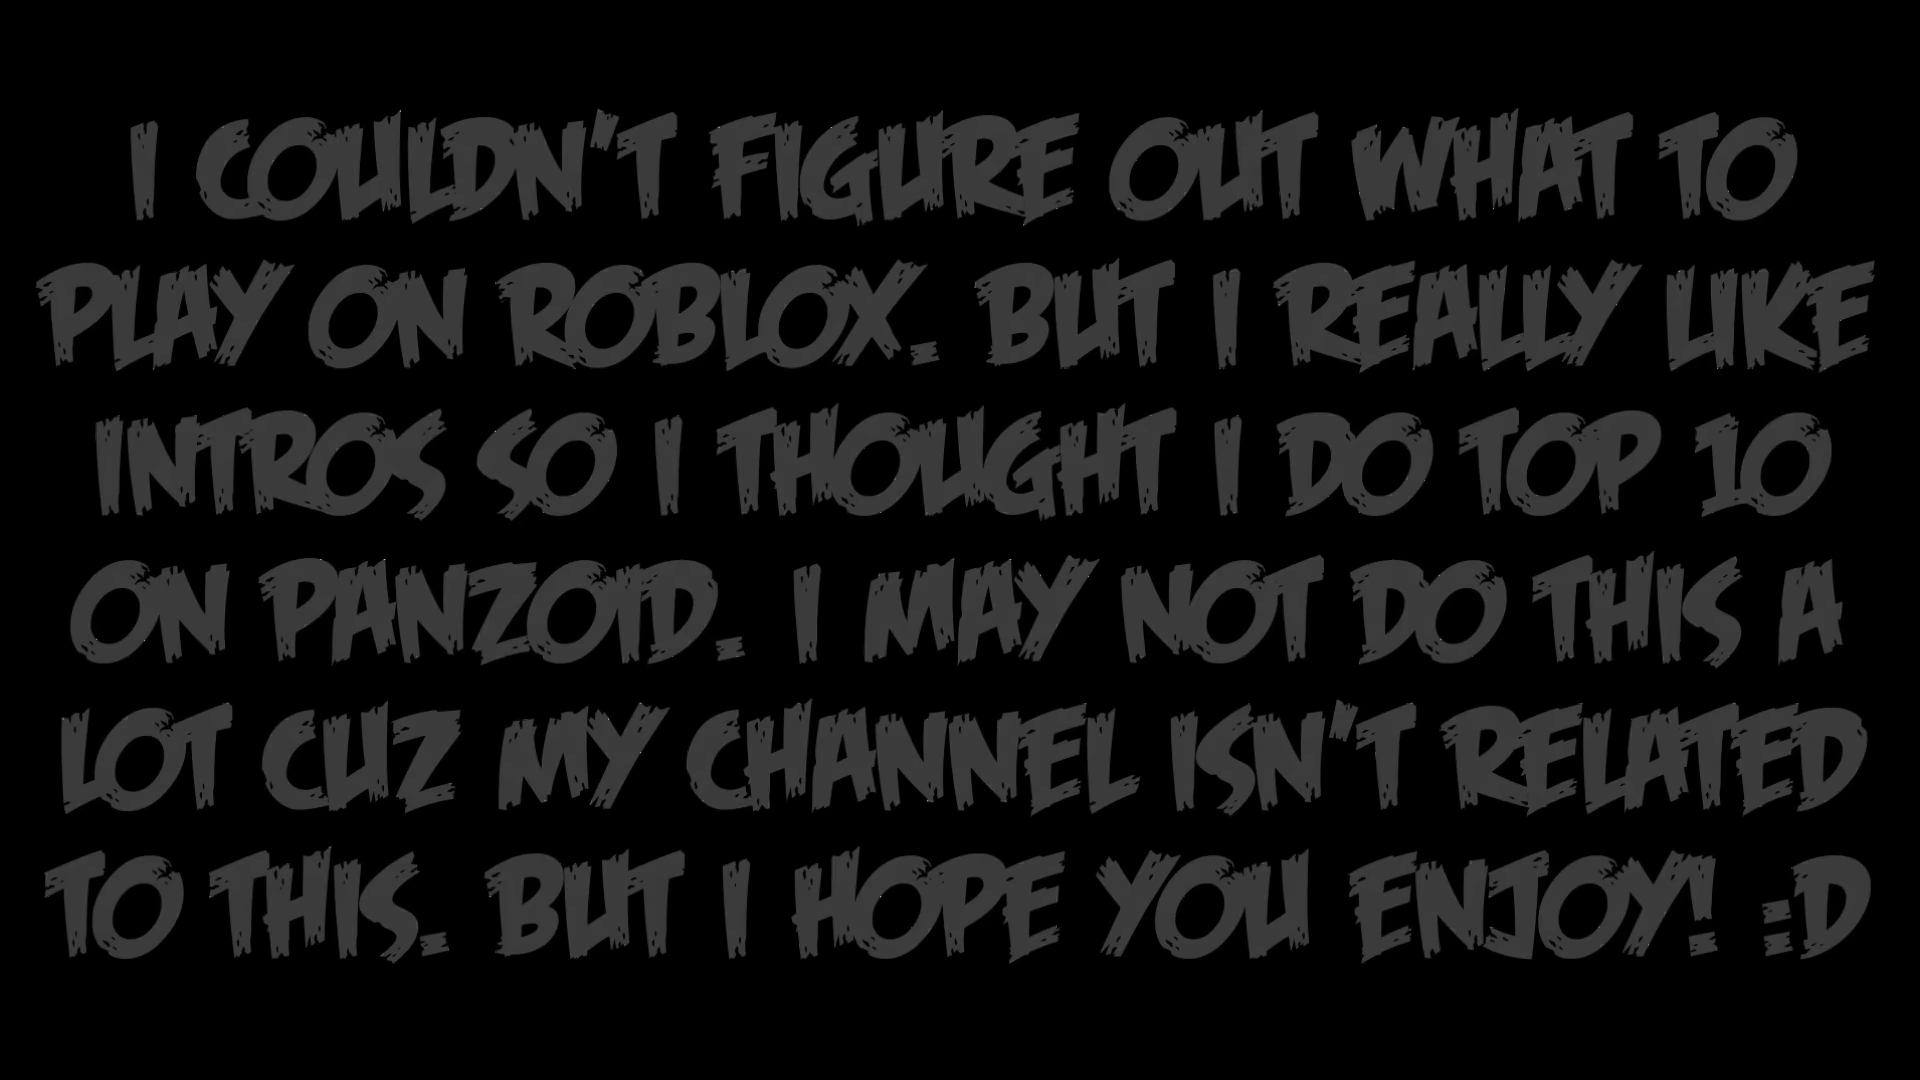 I COULDN'T FIGURE OUT WHAT TO
PLAY ON ROBLOX. BUT I REALLY LIKE
INTROS SO I THOUGHT I DO TOP 10
ON PANZOID. I MAY NOT DO THIS A
LOT CUZ MY CHANNEL ISN'T RELATED
TO THIS. BUT I HOPE YOU ENJOY! :D